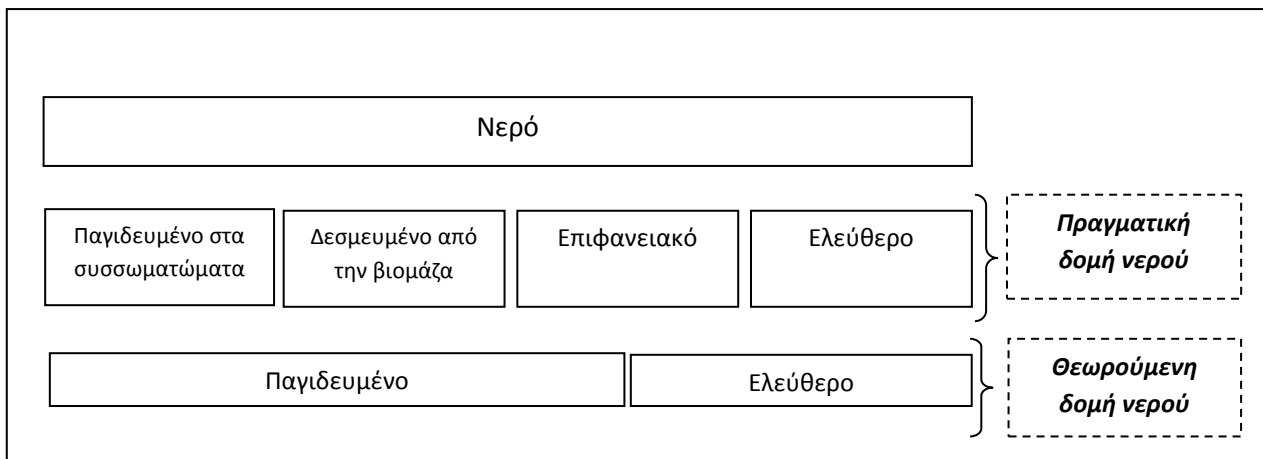 Νερό
Παγιδευμένο στα
συσσωματώματα
Δεσμευμένο από
την βιομάζα
Επιφανειακό
Ελεύθερο
Πραγματική
δομή νερού
Παγιδευμένο
Ελεύθερο
Θεωρούμενη
δομή νερού